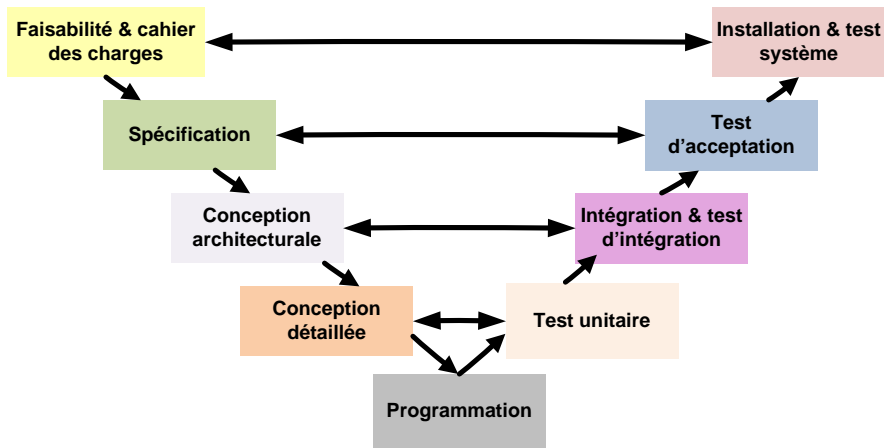 Faisabilité & cahier
des charges
Installation & test
système
Spécification
Test
d'acceptation
Conception
architecturale
Intégration & test
d'intégration
Conception
détaillée
Test unitaire
Programmation